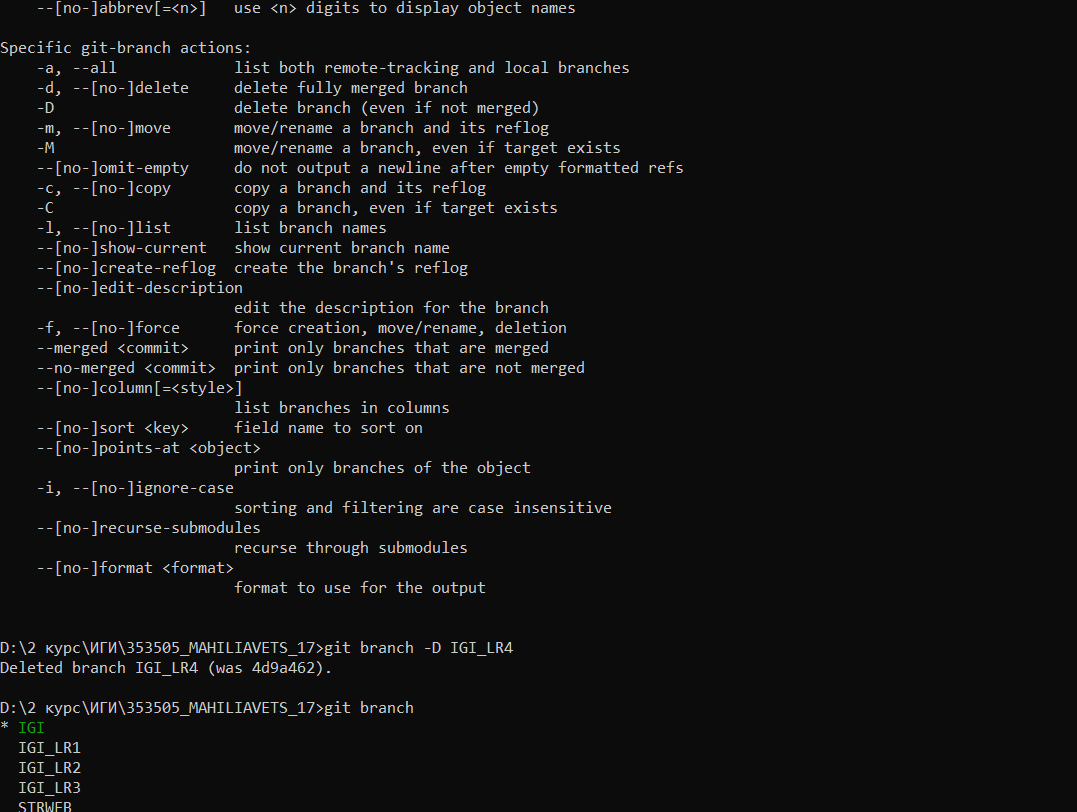 --[no-]abbrev[=<n>]   use <n> digits to display object names
Specific git-branch actions:
-a, --all             list both remote-tracking and local branches
-d, --[no-]delete     delete fully merged branch
-D                    delete branch (even if not merged)
-m, --[no-]move       move/rename a branch and its reflog
-M                    move/rename a branch, even if target exists
--[no-]omit-empty     do not output a newline after empty formatted refs
-c, --[no-]copy       copy a branch and its reflog
-C                    copy a branch, even if target exists
-l, --[no-]list       list branch names
--[no-]show-current   show current branch name
--[no-]create-reflog  create the branch's reflog
--[no-]edit-description
edit the description for the branch
-f, --[no-]force      force creation, move/rename, deletion
--merged <commit>     print only branches that are merged
--no-merged <commit>  print only branches that are not merged
--[no-]column[=<style>]
list branches in columns
--[no-]sort <key>     field name to sort on
--[no-]points-at <object>
print only branches of the object
-i, --[no-]ignore-case
sorting and filtering are case insensitive
--[no-]recurse-submodules
recurse through submodules
--[no-]format <format>
format to use for the output
D:\2 курс\ИГИ\353505_MAHILIAVETS_17>git branch -D IGI_LR4
Deleted branch IGI_LR4 (was 4d9a462).
D:\2 курс\ИГИ\353505_MAHILIAVETS_17>git branch
* IGI
IGI_LR1
IGI_LR2
IGI_LR3
STRWEB